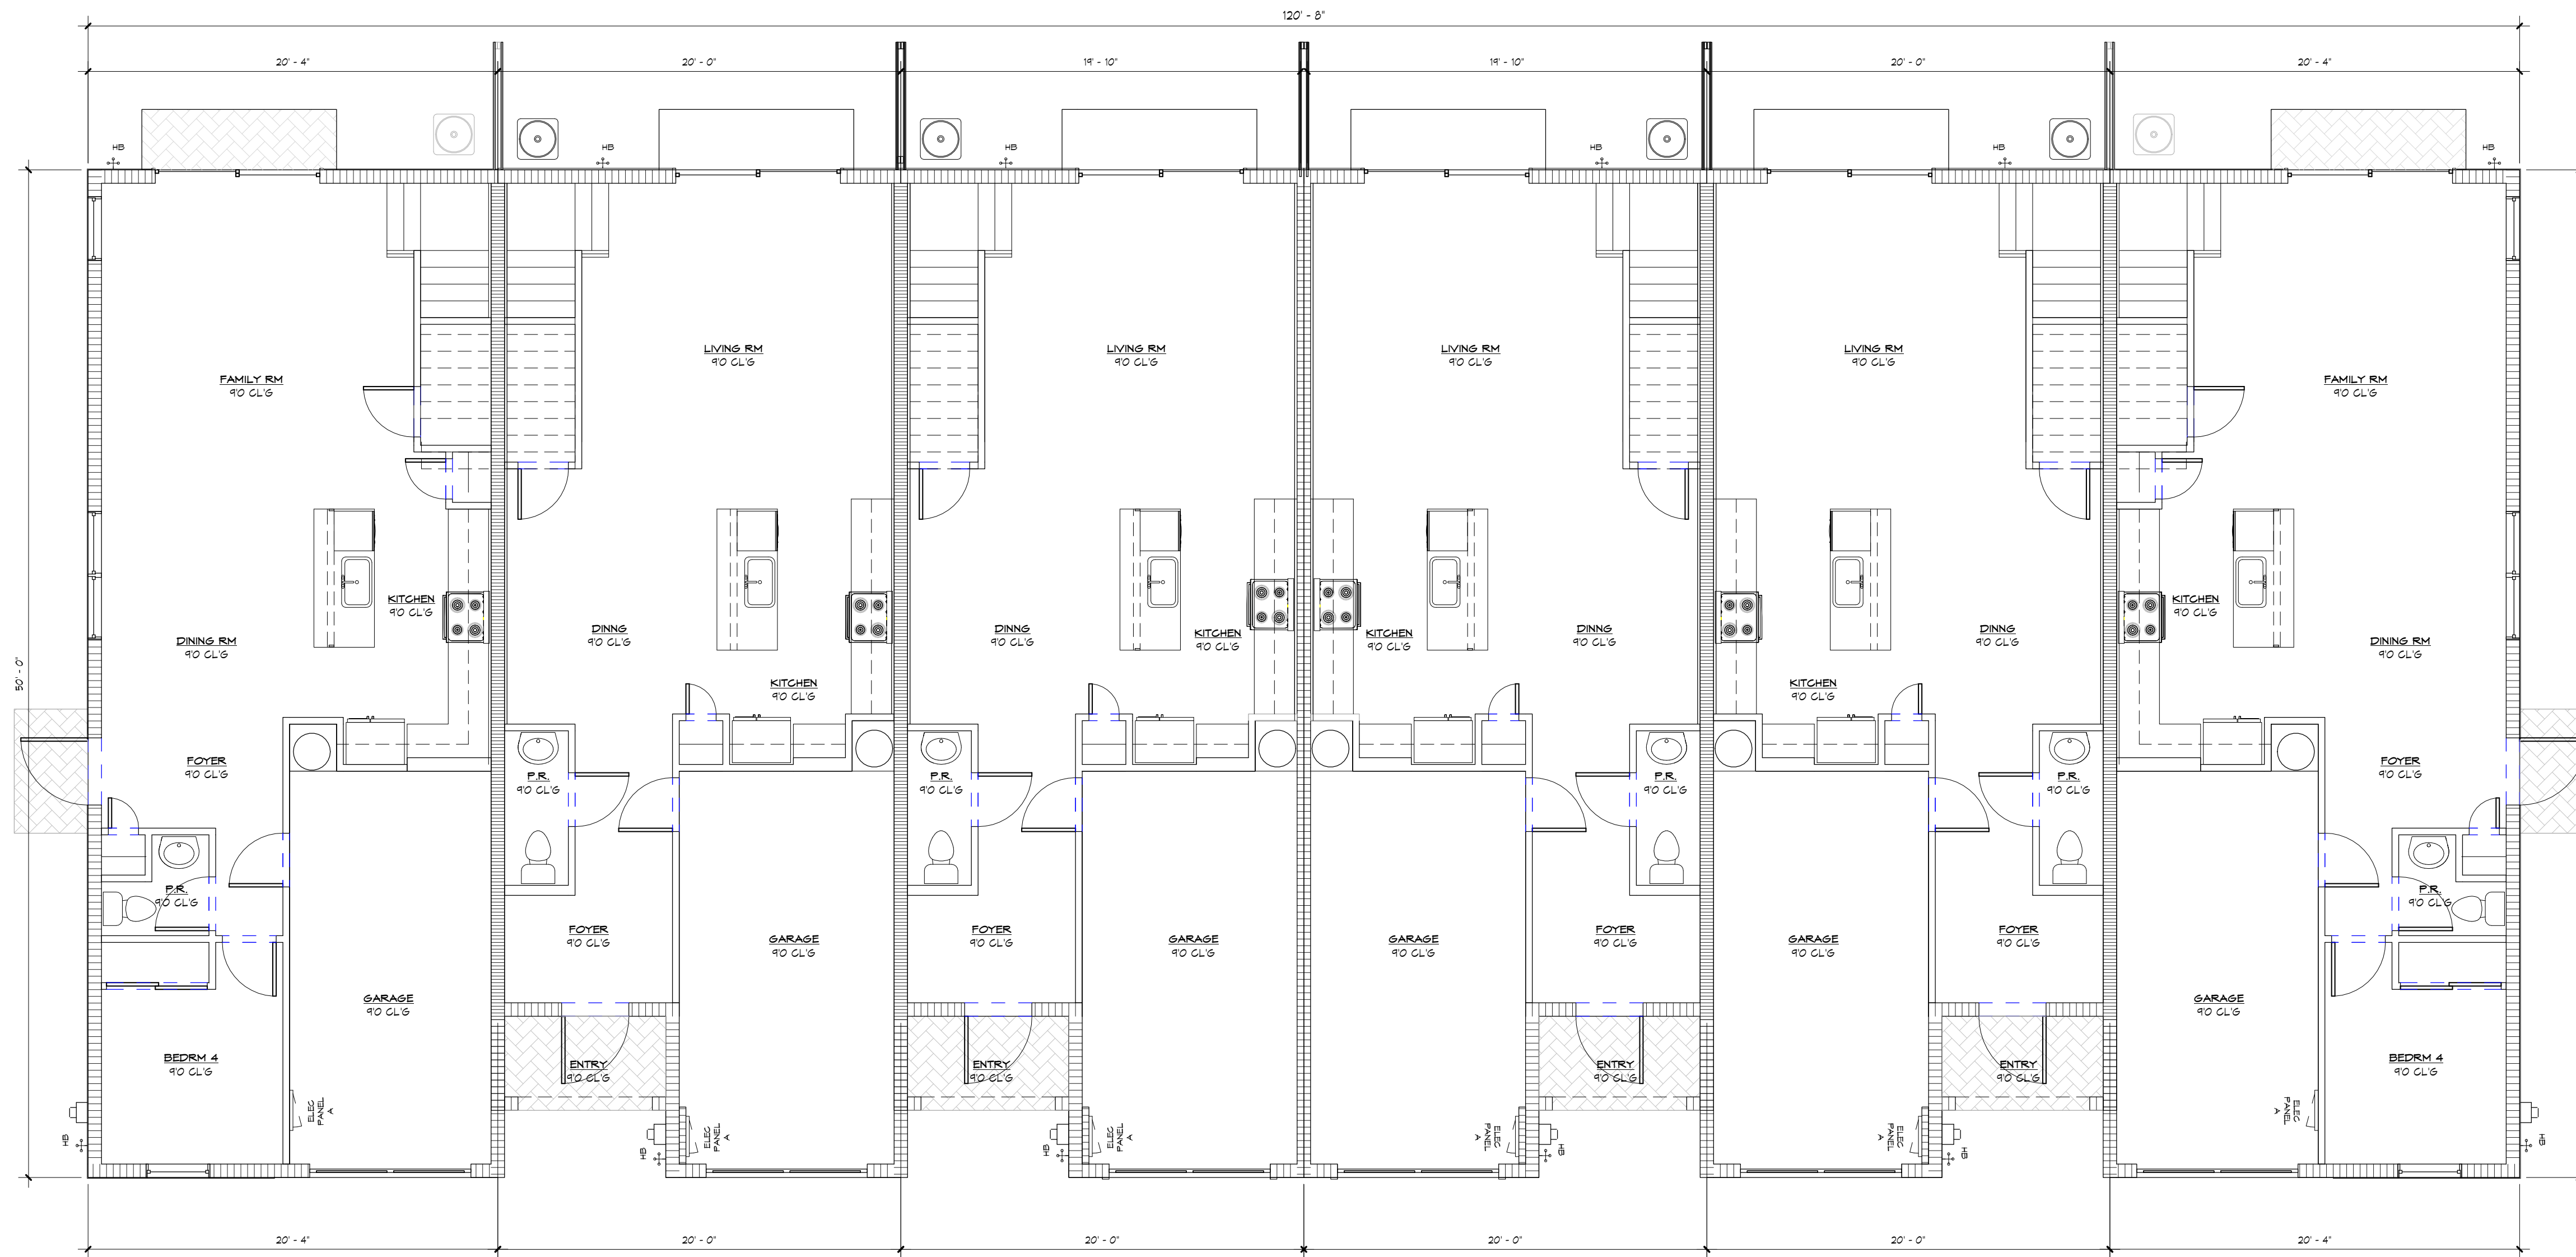 120' - 8"
20' - 4"
20' - 0"
19' - 10"
19' - 10"
20' - 0"
20' - 4"
HB
HB
HB
HB
HB
HB
LIVING RM
9'0 CL'G
LIVING RM
9'0 CL'G
LIVING RM
9'0 CL'G
LIVING RM
9'0 CL'G
FAMILY RM
9'0 CL'G
FAMILY RM
9'0 CL'G
KITCHEN
9'0 CL'G
KITCHEN
9'0 CL'G
DINING RM
9'0 CL'G
DINNG
9'0 CL'G
DINNG
9'0 CL'G
KITCHEN
9'0 CL'G
KITCHEN
9'0 CL'G
DINNG
9'0 CL'G
DINNG
9'0 CL'G
DINING RM
9'0 CL'G
50' - 0"
KITCHEN
9'0 CL'G
KITCHEN
9'0 CL'G
FOYER
9'0 CL'G
P.R.
9'0 CL'G
P.R.
9'0 CL'G
P.R.
9'0 CL'G
P.R.
9'0 CL'G
FOYER
9'0 CL'G
P.R.
9'0 CL'G
P.R.
9'0 CL'G
FOYER
9'0 CL'G
GARAGE
9'0 CL'G
FOYER
9'0 CL'G
GARAGE
9'0 CL'G
GARAGE
9'0 CL'G
FOYER
9'0 CL'G
GARAGE
9'0 CL'G
FOYER
9'0 CL'G
GARAGE
9'0 CL'G
GARAGE
9'0 CL'G
BEDRM 4
9'0 CL'G
ENTRY
9'0 CL'G
ENTRY
9'0 CL'G
ENTRY
9'0 CL'G
ENTRY
9'0 CL'G
BEDRM 4
9'0 CL'G
ELEC
PANEL
A
ELEC
PANEL
A
ELEC
PANEL
A
ELEC
PANEL
A
ELEC
PANEL
A
ELEC
PANEL
A
HB
HB
HB
HB
HB
HB
20' - 4"
20' - 0"
20' - 0"
20' - 0"
20' - 0"
20' - 4"